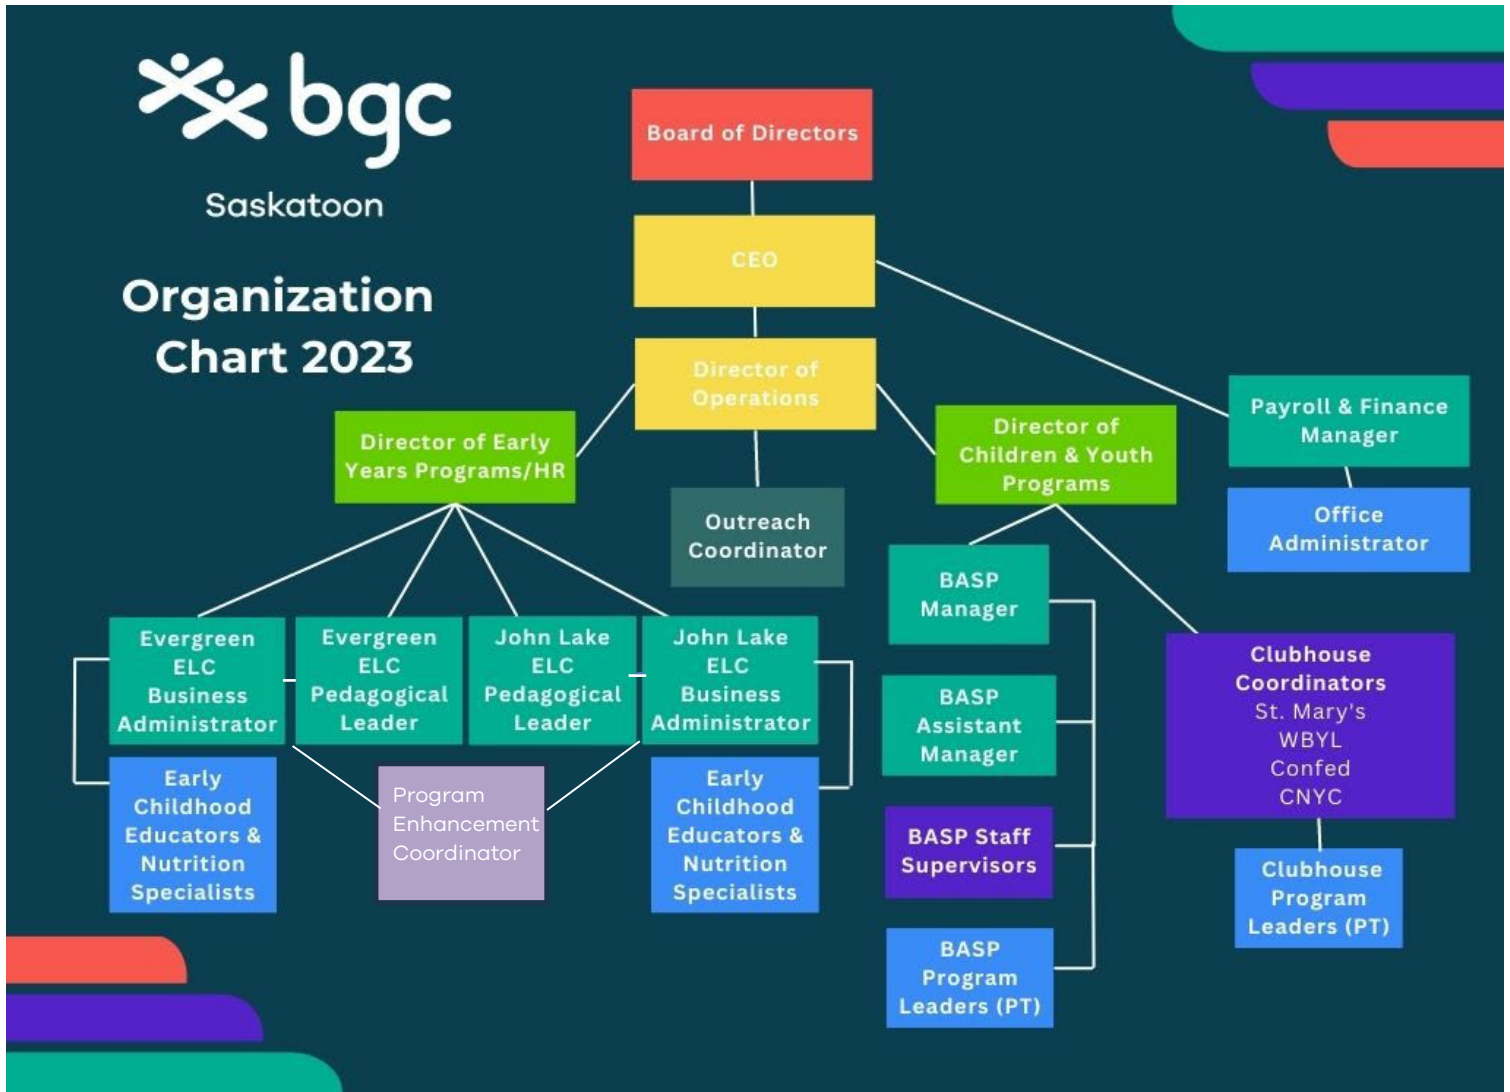 bgc
Saskatoon
Organization
Chart 2023
Board of Directors
CEO
Director of
Operations
Director of Early
Years Programs/HR
Outreach
Coordinator
Director of
Children & Youth
Programs
Payroll & Finance
Manager
Office
Administrator
Evergreen
ELC
Business
Administrator
Evergreen
ELC
Pedagogical
Leader
John Lake
ELC
Pedagogical
Leader
John Lake
ELC
Business
Administrator
Early
Childhood
Educators &
Nutrition
Specialists
Program
Enhancement
Coordinator
Early
Childhood
Educators &
Nutrition
Specialists
BASP
Manager
BASP
Assistant
Manager
BASP Staff
Supervisors
BASP
Program
Leaders (PT)
Clubhouse
Coordinators
St. Mary's
WBYL
Confed
CNYC
Clubhouse
Program
Leaders (PT)